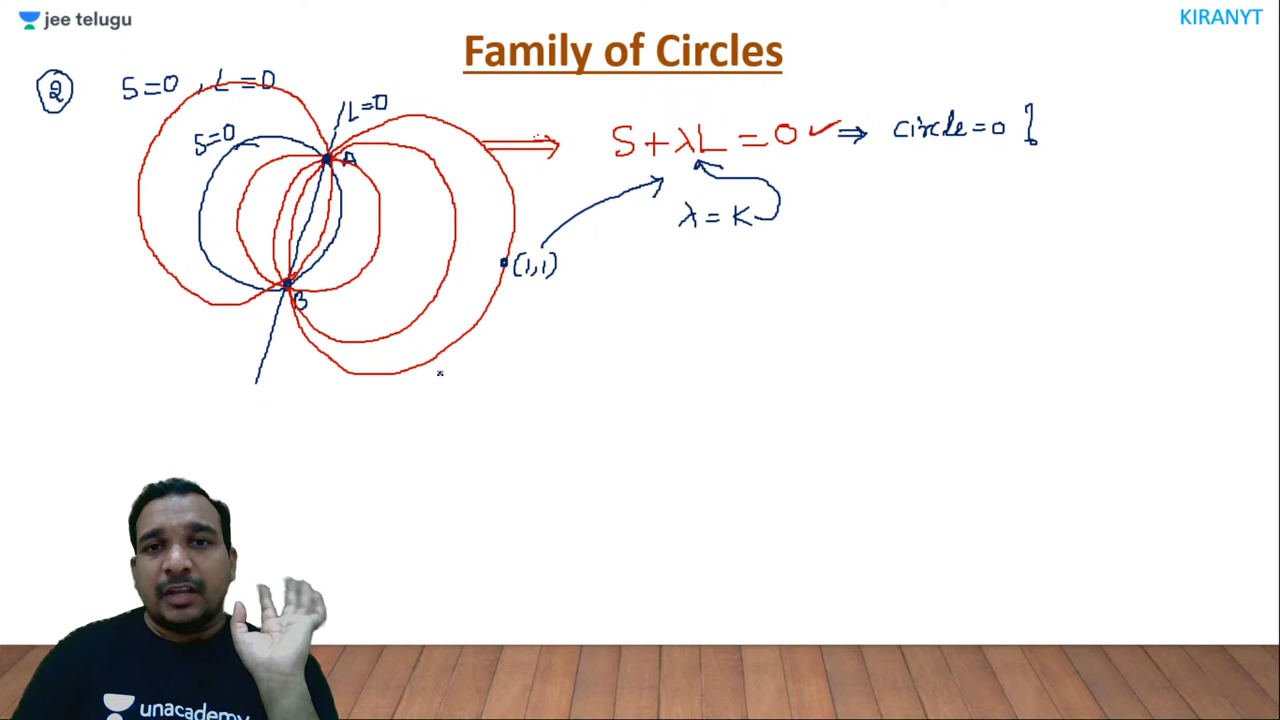 jee telugu
KIRANYT
Family of Circles
2 S=0 , L=0
L=0
S=0
A
B
(1,1)
S+λL=0 ✓ ⇒ circle=0 !
λ=K
unacademy